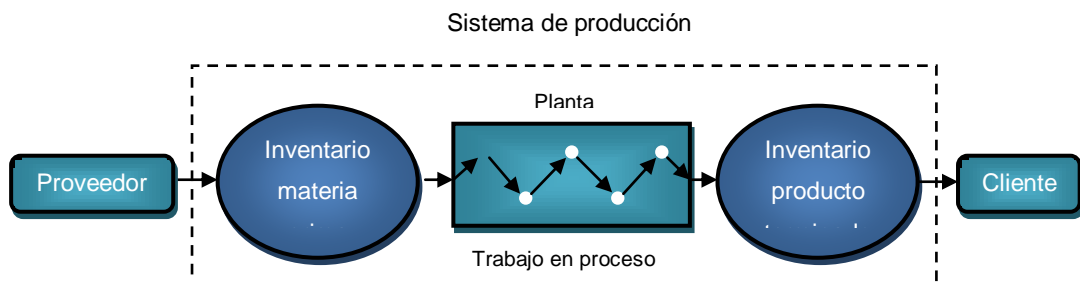 Sistema de producción
Planta
Proveedor
Inventario
materia
Inventario
producto
Cliente
Trabajo en proceso